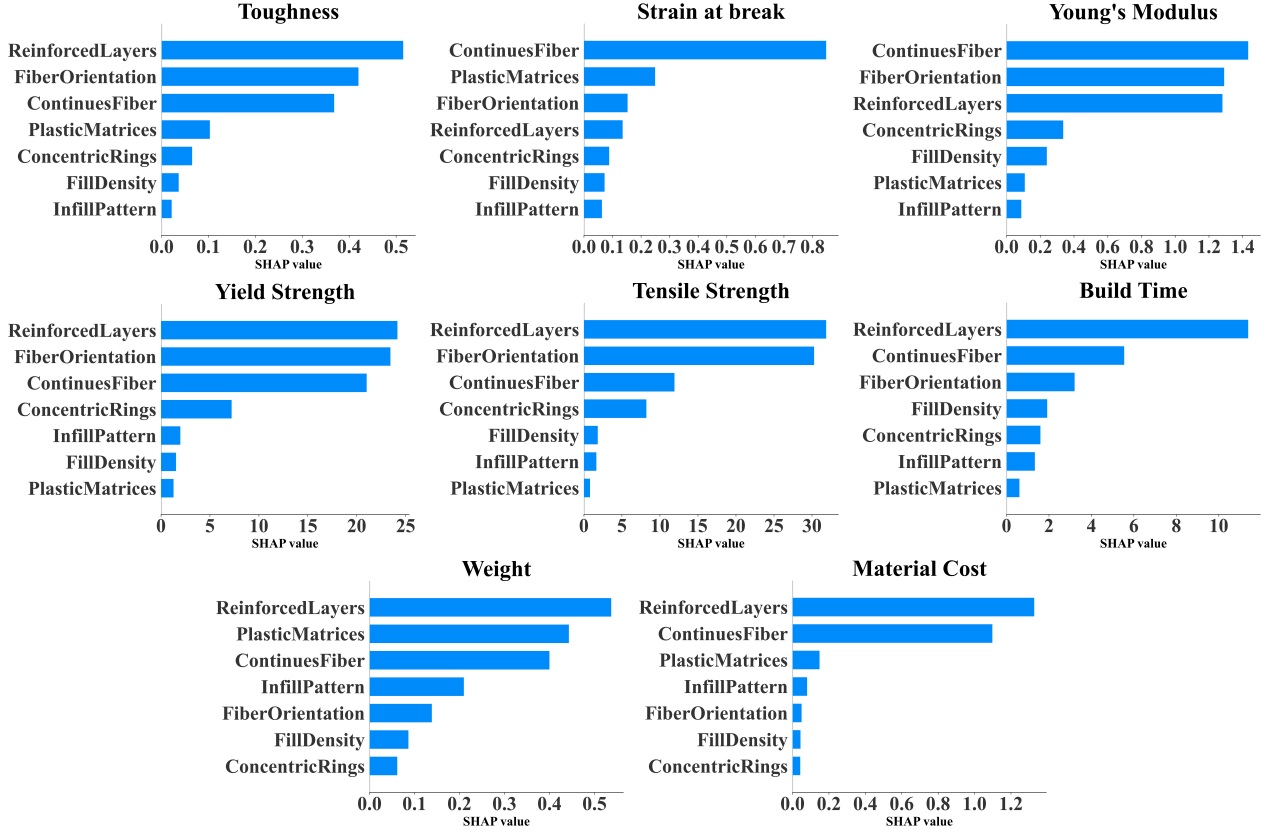 Toughness
ReinforcedLayers
FiberOrientation
ContinuesFiber
PlasticMatrices
ConcentricRings
FillDensity
InfillPattern
0.0 0.1 0.2 0.3 0.4 0.5
SHAP value
Strain at break
ContinuesFiber
PlasticMatrices
FiberOrientation
ReinforcedLayers
ConcentricRings
FillDensity
InfillPattern
0.0 0.1 0.2 0.3 0.4 0.5 0.6 0.7 0.8
SHAP value
Young's Modulus
ContinuesFiber
FiberOrientation
ReinforcedLayers
ConcentricRings
FillDensity
PlasticMatrices
InfillPattern
0.0 0.2 0.4 0.6 0.8 1.0 1.2 1.4
SHAP value
Yield Strength
ReinforcedLayers
FiberOrientation
ContinuesFiber
ConcentricRings
InfillPattern
FillDensity
PlasticMatrices
0 5 10 15 20 25
SHAP value
Tensile Strength
ReinforcedLayers
FiberOrientation
ContinuesFiber
ConcentricRings
FillDensity
InfillPattern
PlasticMatrices
0 5 10 15 20 25 30
SHAP value
Build Time
ReinforcedLayers
ContinuesFiber
FiberOrientation
FillDensity
ConcentricRings
InfillPattern
PlasticMatrices
0 2 4 6 8 10
SHAP value
Weight
ReinforcedLayers
PlasticMatrices
ContinuesFiber
InfillPattern
FiberOrientation
FillDensity
ConcentricRings
0.0 0.1 0.2 0.3 0.4 0.5
SHAP value
Material Cost
ReinforcedLayers
ContinuesFiber
PlasticMatrices
InfillPattern
FiberOrientation
FillDensity
ConcentricRings
0.0 0.2 0.4 0.6 0.8 1.0 1.2
SHAP value